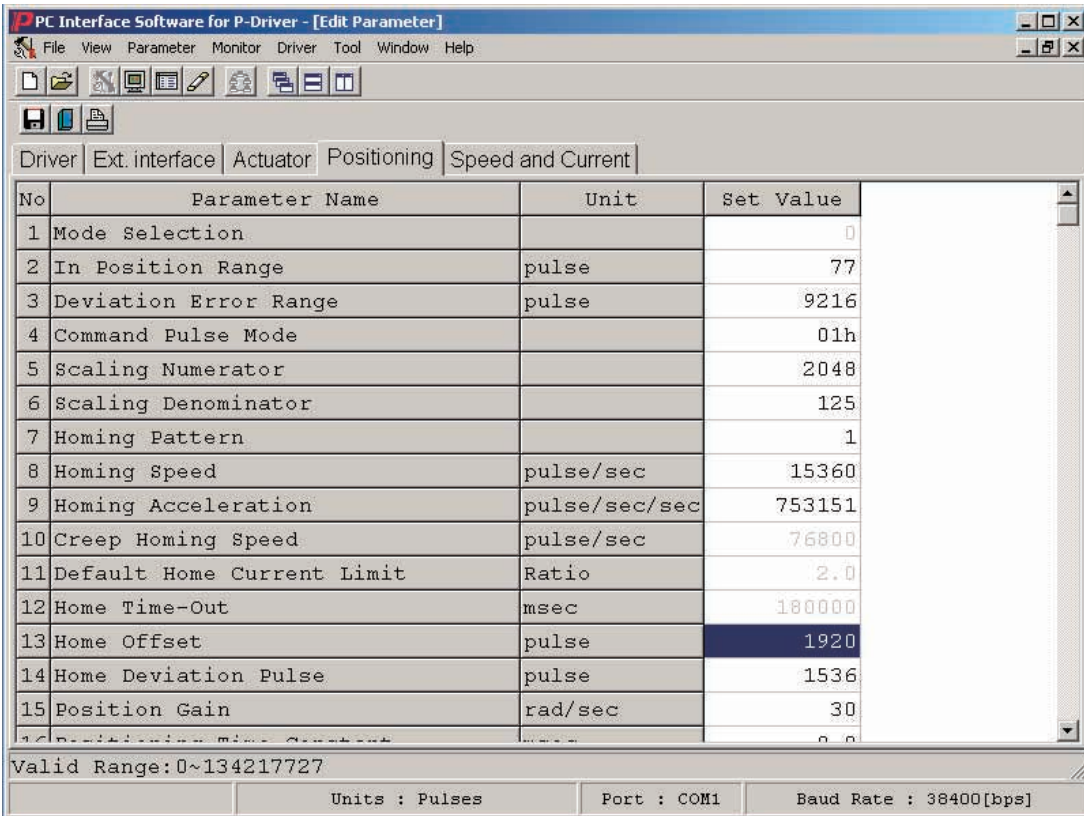 PC Interface Software for P-Driver - [Edit Parameter]
File View Parameter Monitor Driver Tool Window Help
Driver Ext. interface Actuator Positioning Speed and Current
No Parameter Name Unit Set Value
1 Mode Selection 0
2 In Position Range pulse 77
3 Deviation Error Range pulse 9216
4 Command Pulse Mode 01h
5 Scaling Numerator 2048
6 Scaling Denominator 125
7 Homing Pattern 1
8 Homing Speed pulse/sec 15360
9 Homing Acceleration pulse/sec/sec 753151
10 Creep Homing Speed pulse/sec 76800
11 Default Home Current Limit Ratio 2.0
12 Home Time-Out msec 180000
13 Home Offset pulse 1920
14 Home Deviation Pulse pulse 1536
15 Position Gain rad/sec 30
Valid Range:0~134217727
Units : Pulses Port : COM1 Baud Rate : 38400[bps]